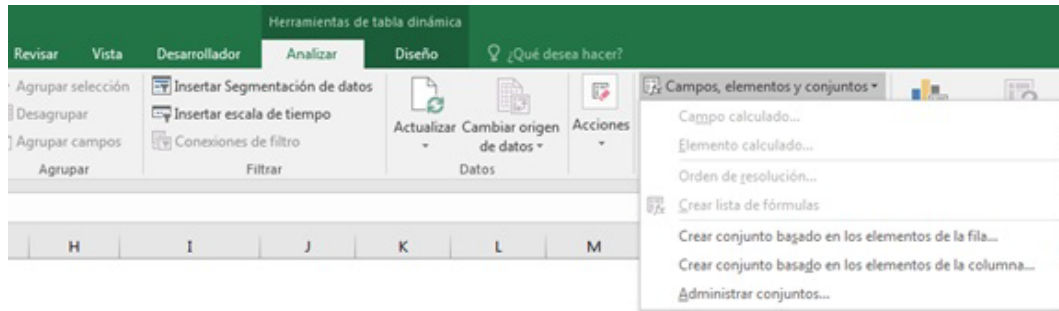 Herramientas de tabla dinámica
Revisar Vista Desarrollador Analizar Diseño ¿Qué desea hacer?
Agrupar selección
Desagrupar
Agrupar campos
Agrupar
Insertar Segmentación de datos
Insertar escala de tiempo
Conexiones de filtro
Filtrar
Actualizar
Cambiar origen
de datos
Datos
Acciones
Campos, elementos y conjuntos
Campo calculado...
Elemento calculado...
Orden de resolución...
Crear lista de fórmulas
Crear conjunto basado en los elementos de la fila...
Crear conjunto basado en los elementos de la columna...
Administrar conjuntos...
H I J K L M